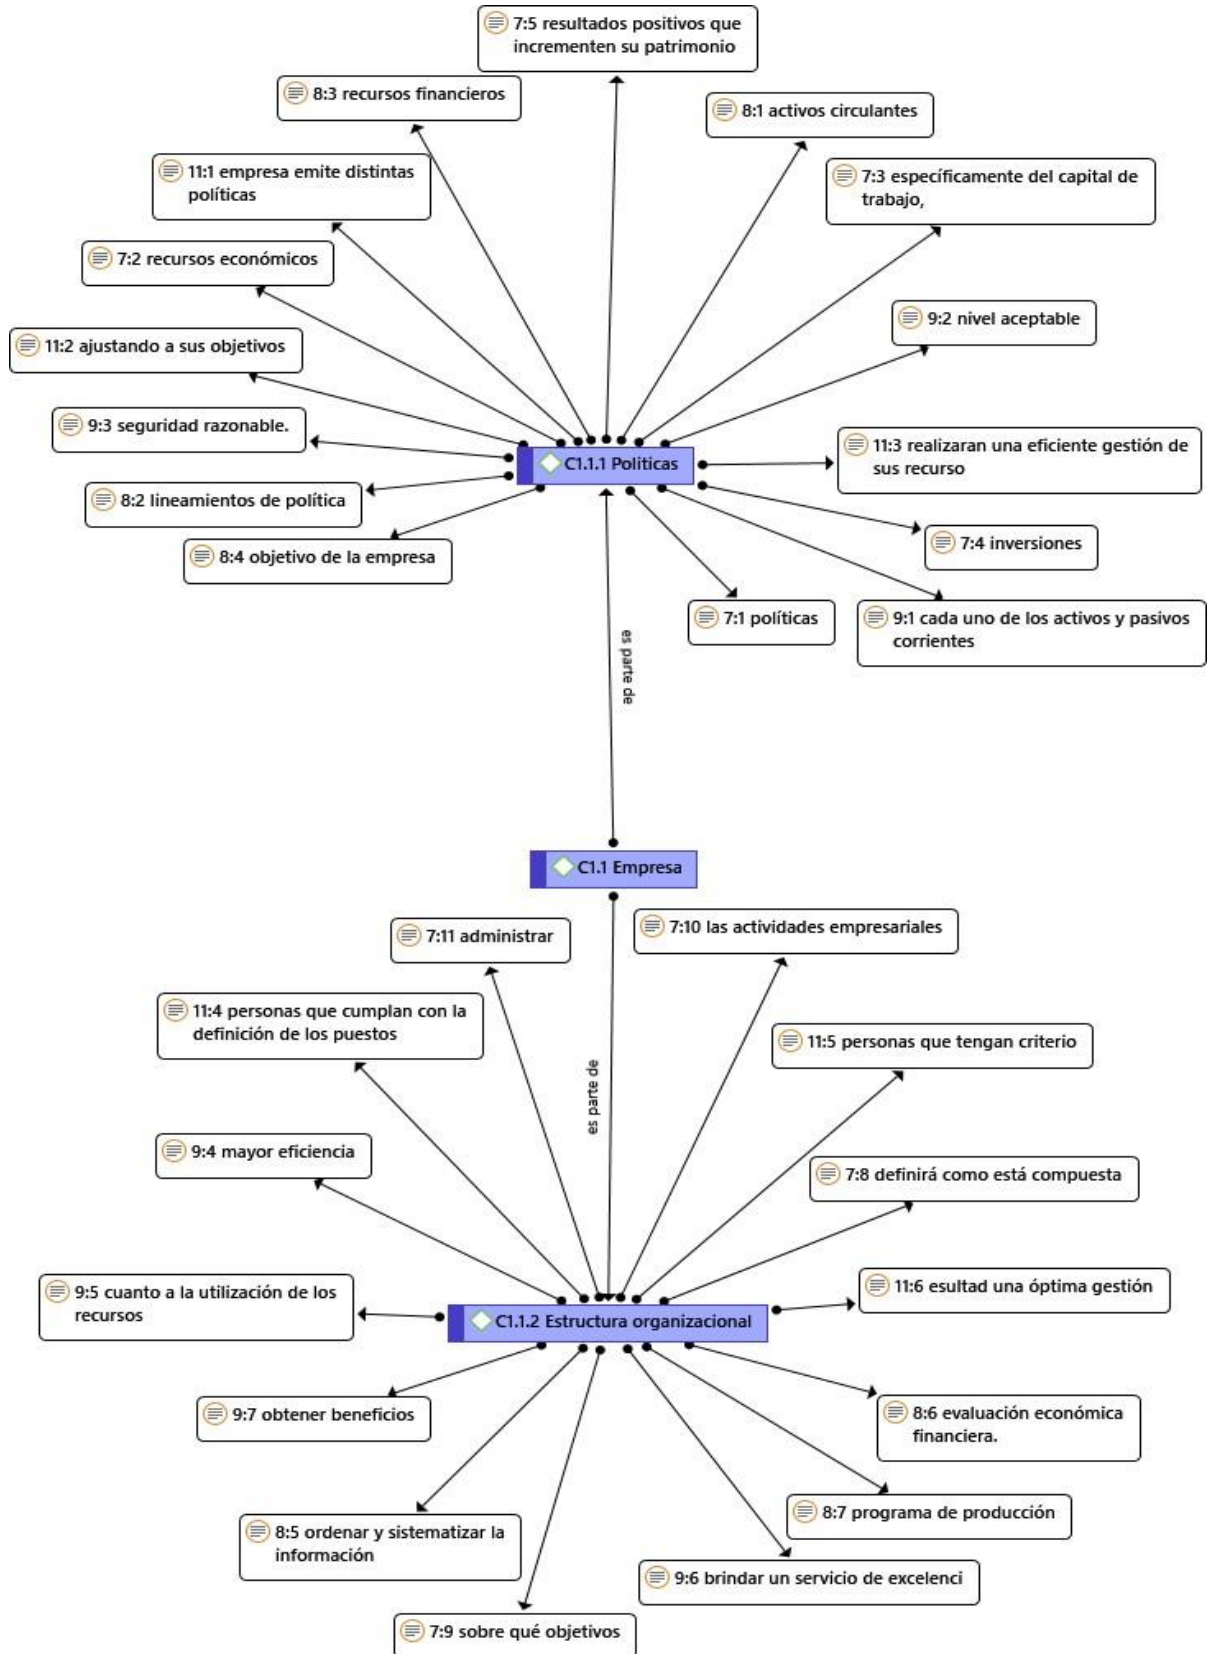 7:5 resultados positivos que
incrementen su patrimonio
8:3 recursos financieros
8:1 activos circulantes
11:1 empresa emite distintas
políticas
7:3 específicamente del capital de
trabajo,
7:2 recursos económicos
9:2 nivel aceptable
11:2 ajustando a sus objetivos
9:3 seguridad razonable.
11:3 realizaran una eficiente gestión de
sus recurso
C1.1.1 Politicas
8:2 lineamientos de política
8:4 objetivo de la empresa
7:4 inversiones
7:1 políticas
9:1 cada uno de los activos y pasivos
corrientes
es parte de
C1.1 Empresa
7:11 administrar
7:10 las actividades empresariales
11:4 personas que cumplan con la
definición de los puestos
11:5 personas que tengan criterio
es parte de
9:4 mayor eficiencia
7:8 definirá como está compuesta
9:5 cuanto a la utilización de los
recursos
11:6 esultad una óptima gestión
C1.1.2 Estructura organizacional
9:7 obtener beneficios
8:6 evaluación económica
financiera.
8:7 programa de producción
8:5 ordenar y sistematizar la
información
9:6 brindar un servicio de excelenci
7:9 sobre qué objetivos